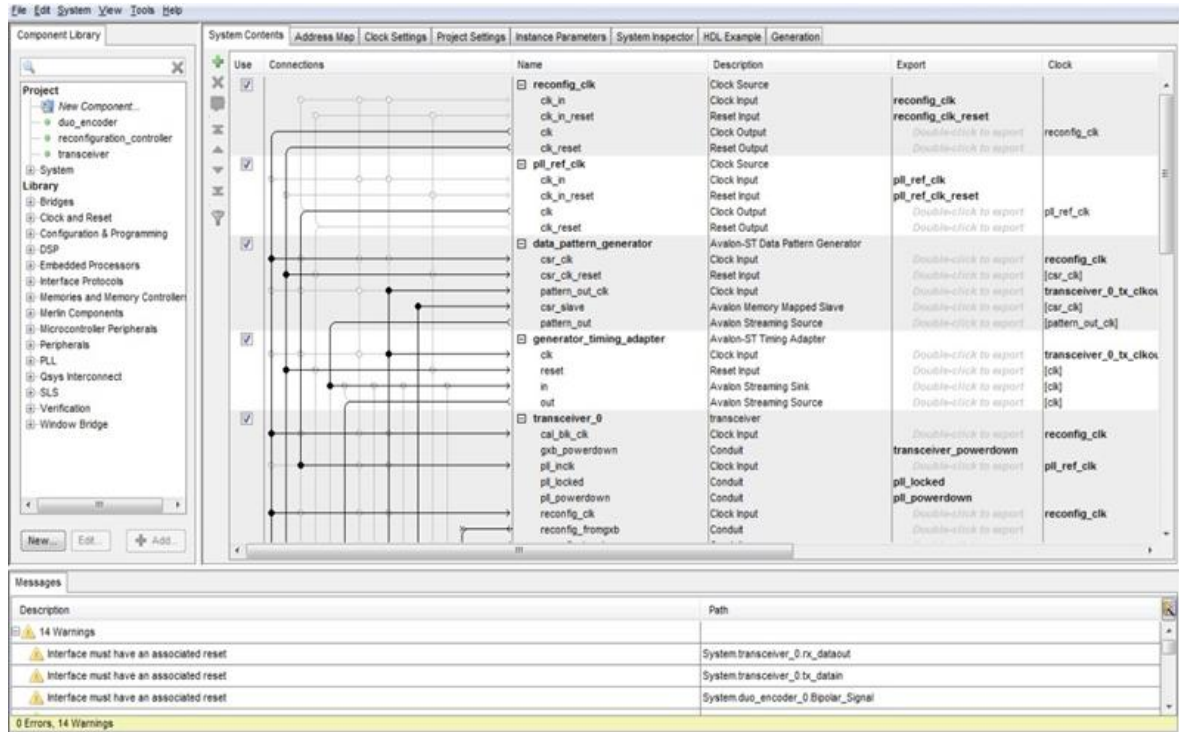 File Edit System View Tools Help
Component Library
Project
New Component...
duo_encoder
reconfiguration_controller
transceiver
System
Library
Bridges
Clock and Reset
Configuration & Programming
DSP
Embedded Processors
Interface Protocols
Memories and Memory Controllers
Merlin Components
Microcontroller Peripherals
Peripherals
PLL
Qsys Interconnect
SLS
Verification
Window Bridge
New... Edit... Add...
System Contents Address Map Clock Settings Project Settings Instance Parameters System Inspector HDL Example Generation
Use Connections Name Description Export Clock
reconfig_clk Clock Source
clk_in Clock Input reconfig_clk
clk_in_reset Reset Input reconfig_clk_reset
clk Clock Output Double-click to export reconfig_clk
clk_reset Reset Output Double-click to export
pll_ref_clk Clock Source
clk_in Clock Input pll_ref_clk
clk_in_reset Reset Input pll_ref_clk_reset
clk Clock Output Double-click to export pll_ref_clk
clk_reset Reset Output Double-click to export
data_pattern_generator Avalon-ST Data Pattern Generator
csr_clk Clock Input Double-click to export reconfig_clk
csr_clk_reset Reset Input Double-click to export [csr_clk]
pattern_out_clk Clock Input Double-click to export transceiver_0_tx_clkou
csr_slave Avalon Memory Mapped Slave Double-click to export [csr_clk]
pattern_out Avalon Streaming Source Double-click to export [pattern_out_clk]
generator_timing_adapter Avalon-ST Timing Adapter
clk Clock Input Double-click to export transceiver_0_tx_clkou
reset Reset Input Double-click to export [clk]
in Avalon Streaming Sink Double-click to export [clk]
out Avalon Streaming Source Double-click to export [clk]
transceiver_0 transceiver
cal_blk_clk Clock Input Double-click to export reconfig_clk
gxb_powerdown Conduit transceiver_powerdown
pll_inclk Clock Input Double-click to export pll_ref_clk
pll_locked Conduit pll_locked
pll_powerdown Conduit pll_powerdown
reconfig_clk Clock Input Double-click to export reconfig_clk
reconfig_fromgxb Conduit Double-click to export
Messages
Description Path
14 Warnings
Interface must have an associated reset System.transceiver_0.rx_dataout
Interface must have an associated reset System.transceiver_0.tx_datain
Interface must have an associated reset System.duo_encoder_0.Bipolar_Signal
0 Errors, 14 Warnings